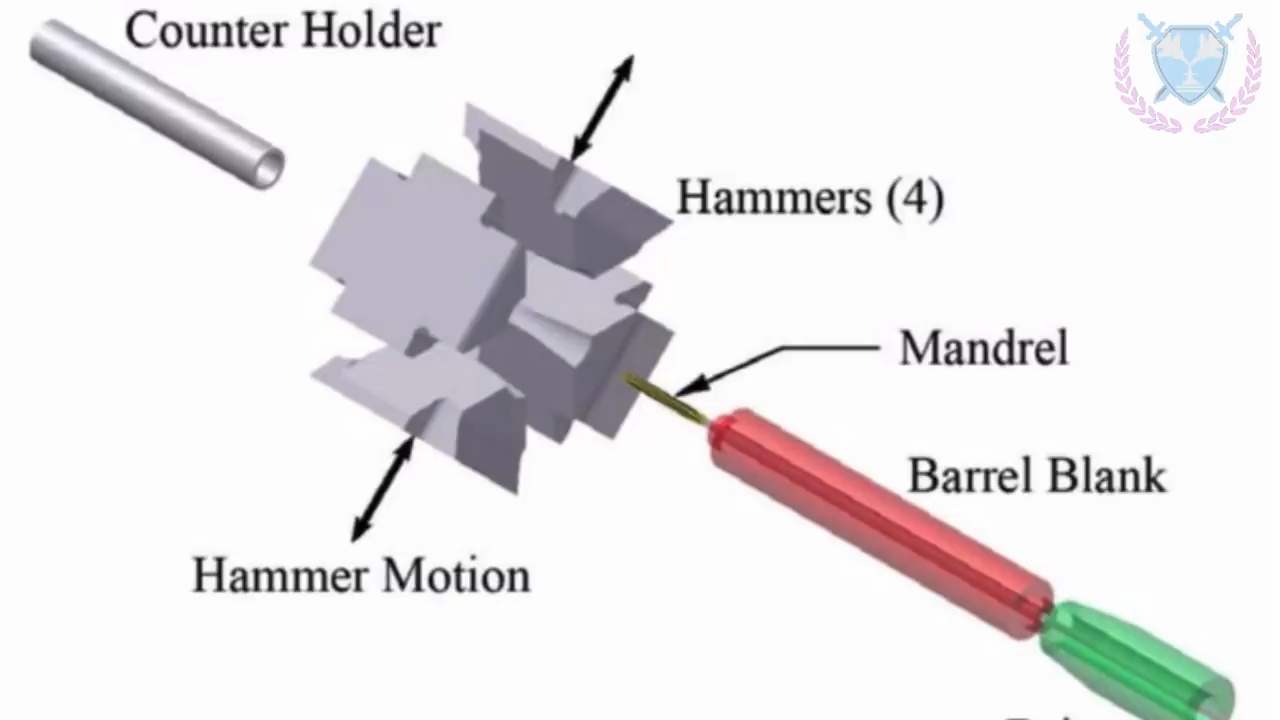 Counter Holder
Hammers (4)
Mandrel
Barrel Blank
Hammer Motion